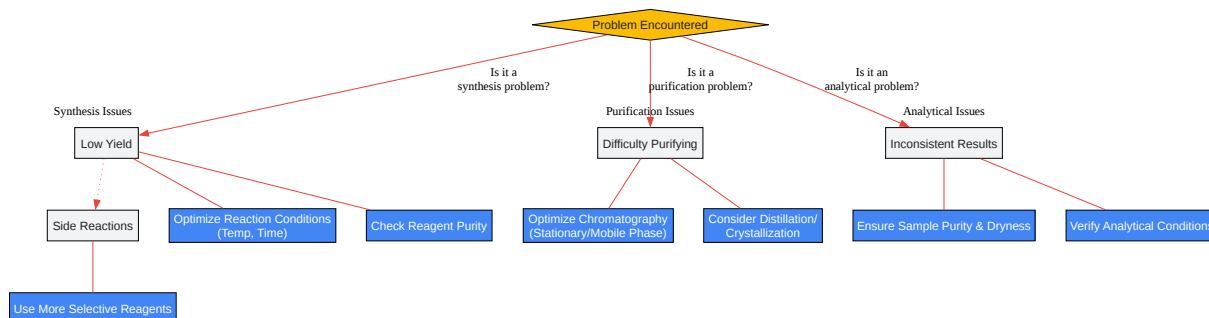 Problem Encountered
Is it a
synthesis problem?
Is it a
purification problem?
Is it an
analytical problem?
Synthesis Issues
Purification Issues
Analytical Issues
Low Yield
Difficulty Purifying
Inconsistent Results
Side Reactions
Optimize Reaction Conditions
(Temp, Time)
Check Reagent Purity
Optimize Chromatography
(Stationary/Mobile Phase)
Consider Distillation/
Crystallization
Ensure Sample Purity & Dryness
Verify Analytical Conditions
Use More Selective Reagents